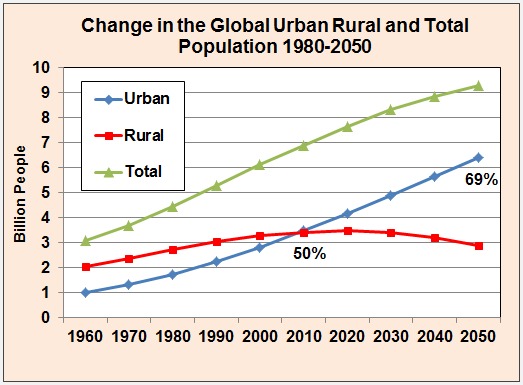 Change in the Global Urban Rural and Total
Population 1980-2050
Billion People
10
9
8
7
6
5
4
3
2
1
0
Urban
Rural
Total
69%
50%
1960 1970 1980 1990 2000 2010 2020 2030 2040 2050